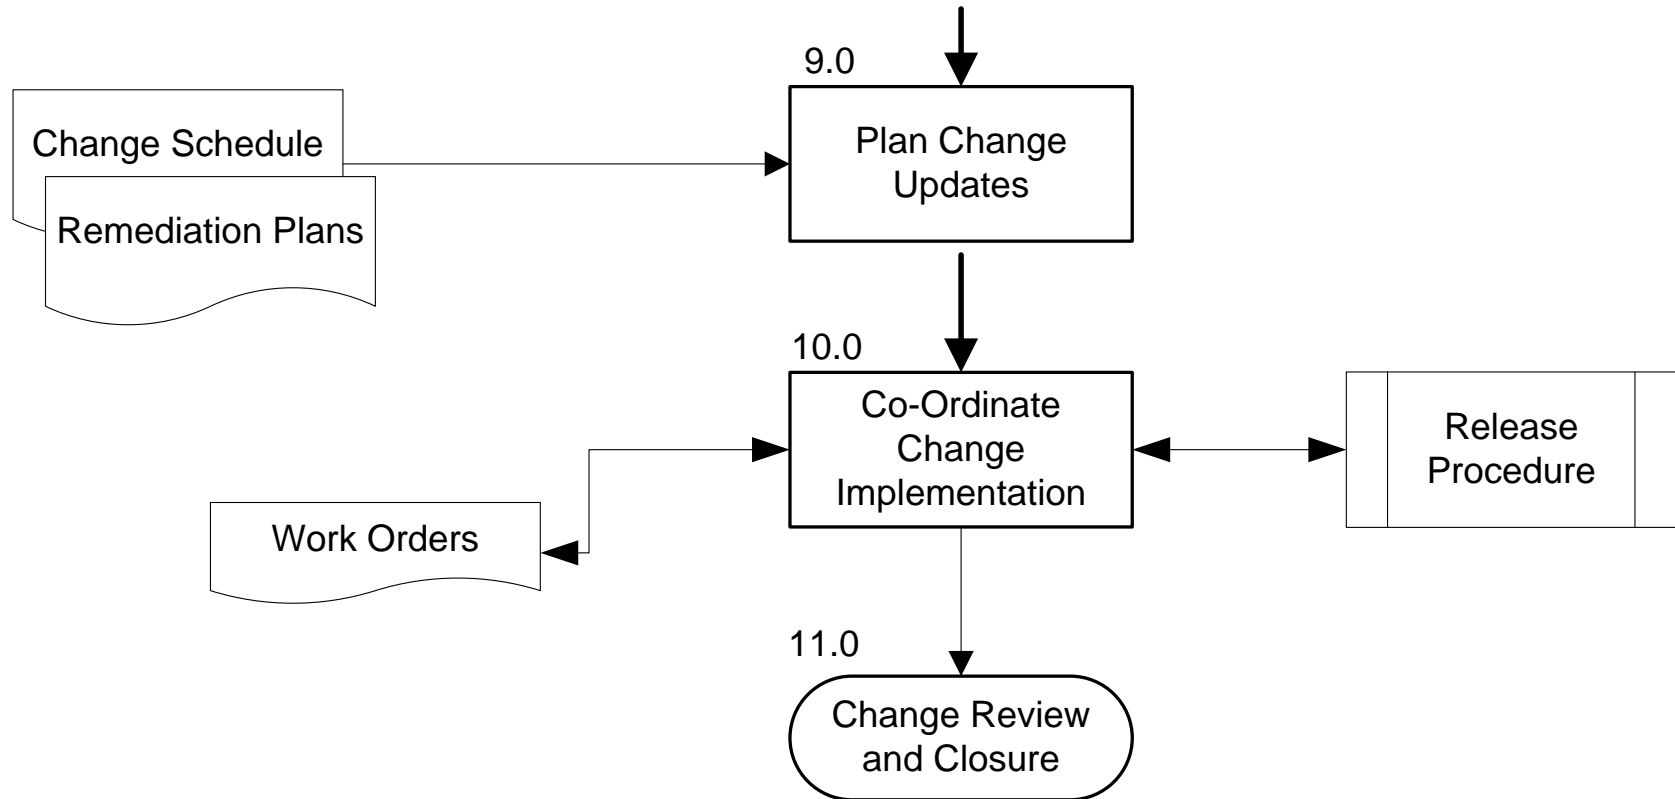 9.0
Change Schedule
Remediation Plans
Plan Change
Updates
10.0
Co-Ordinate
Change
Implementation
Release
Procedure
Work Orders
11.0
Change Review
and Closure